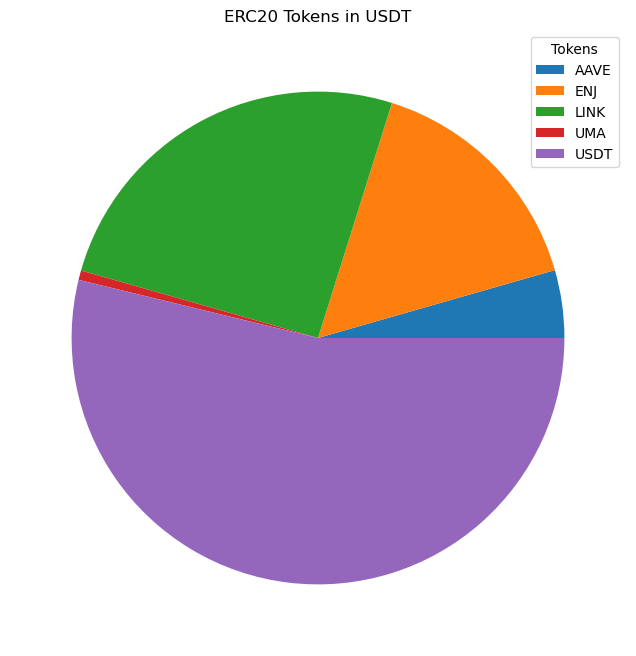 ERC20 Tokens in USDT
Tokens
AAVE
ENJ
LINK
UMA
USDT